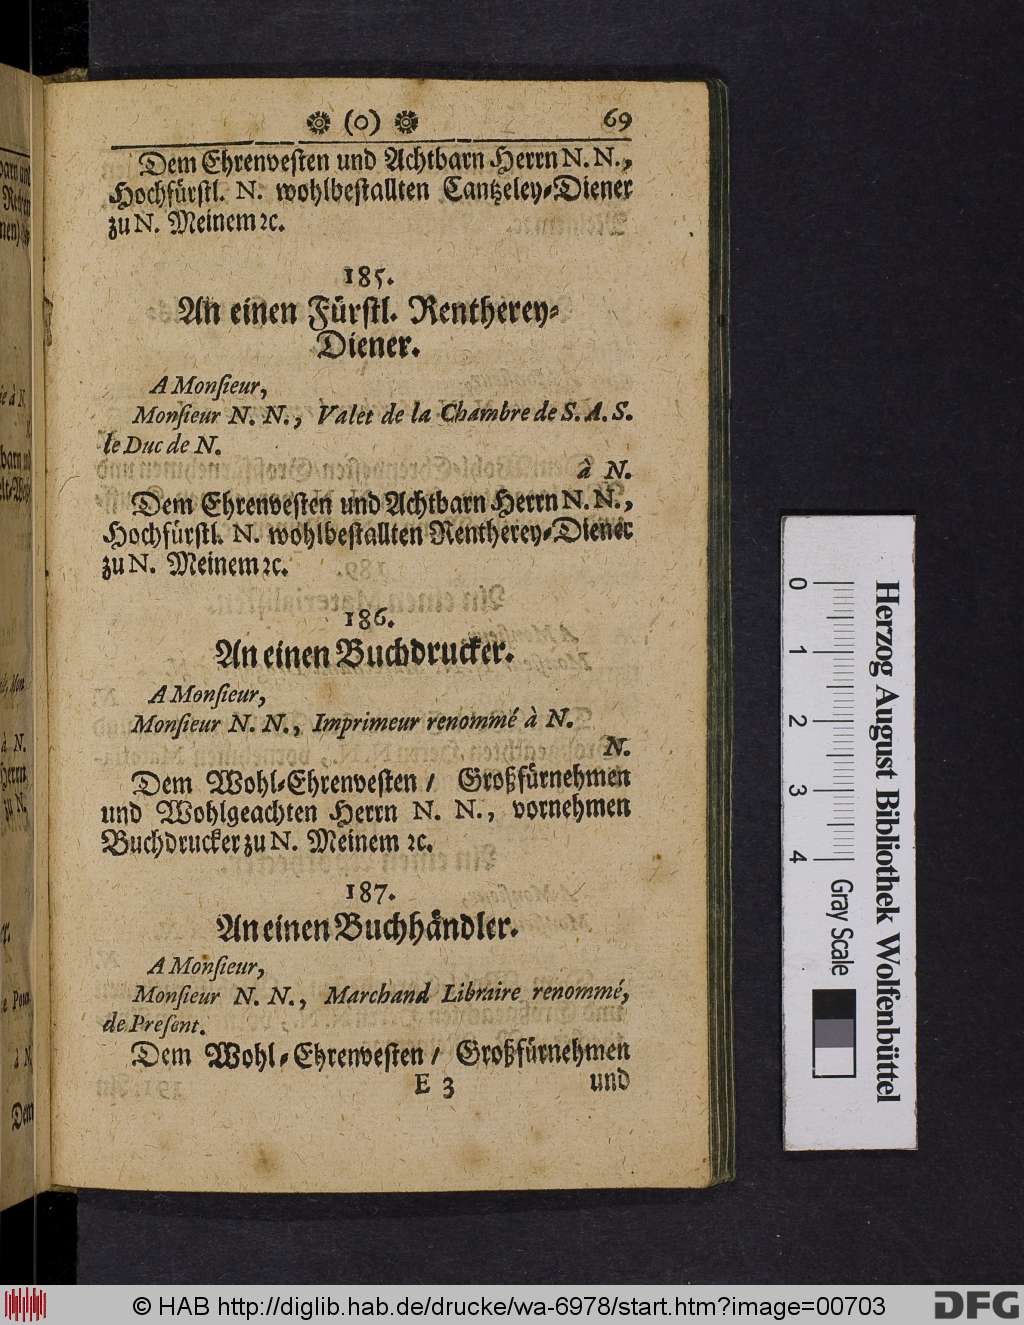 ❋ (o) ❋ 69
Dem Ehrenveſten und Achtbarn Herrn N. N.,
Hochfürſtl. N. wohlbeſtallten Cantzeley-Diener
zu N. Meinem ꝛc.
185.
An einen Fürſtl. Rentherey-
Diener.
A Monſieur,
Monſieur N. N., Valet de la Chambre de S. A. S.
le Duc de N.
à N.
Dem Ehrenveſten und Achtbarn Herrn N. N.,
Hochfürſtl. N. wohlbeſtallten Rentherey-Diener
zu N. Meinem ꝛc.
186.
An einen Buchdrucker.
A Monſieur,
Monſieur N. N., Imprimeur renommé à N.
N.
Dem Wohl-Ehrenveſten / Großfürnehmen
und Wohlgeachten Herrn N. N., vornehmen
Buchdrucker zu N. Meinem ꝛc.
187.
An einen Buchhåndler.
A Monſieur,
Monſieur N. N., Marchand Libraire renommé,
de Preſent.
Dem Wohl-Ehrenveſten / Großfürnehmen
E 3 und
0 1 2 3 4
Gray Scale
Herzog August Bibliothek Wolfenbüttel
© HAB http://diglib.hab.de/drucke/wa-6978/start.htm?image=00703
DFG